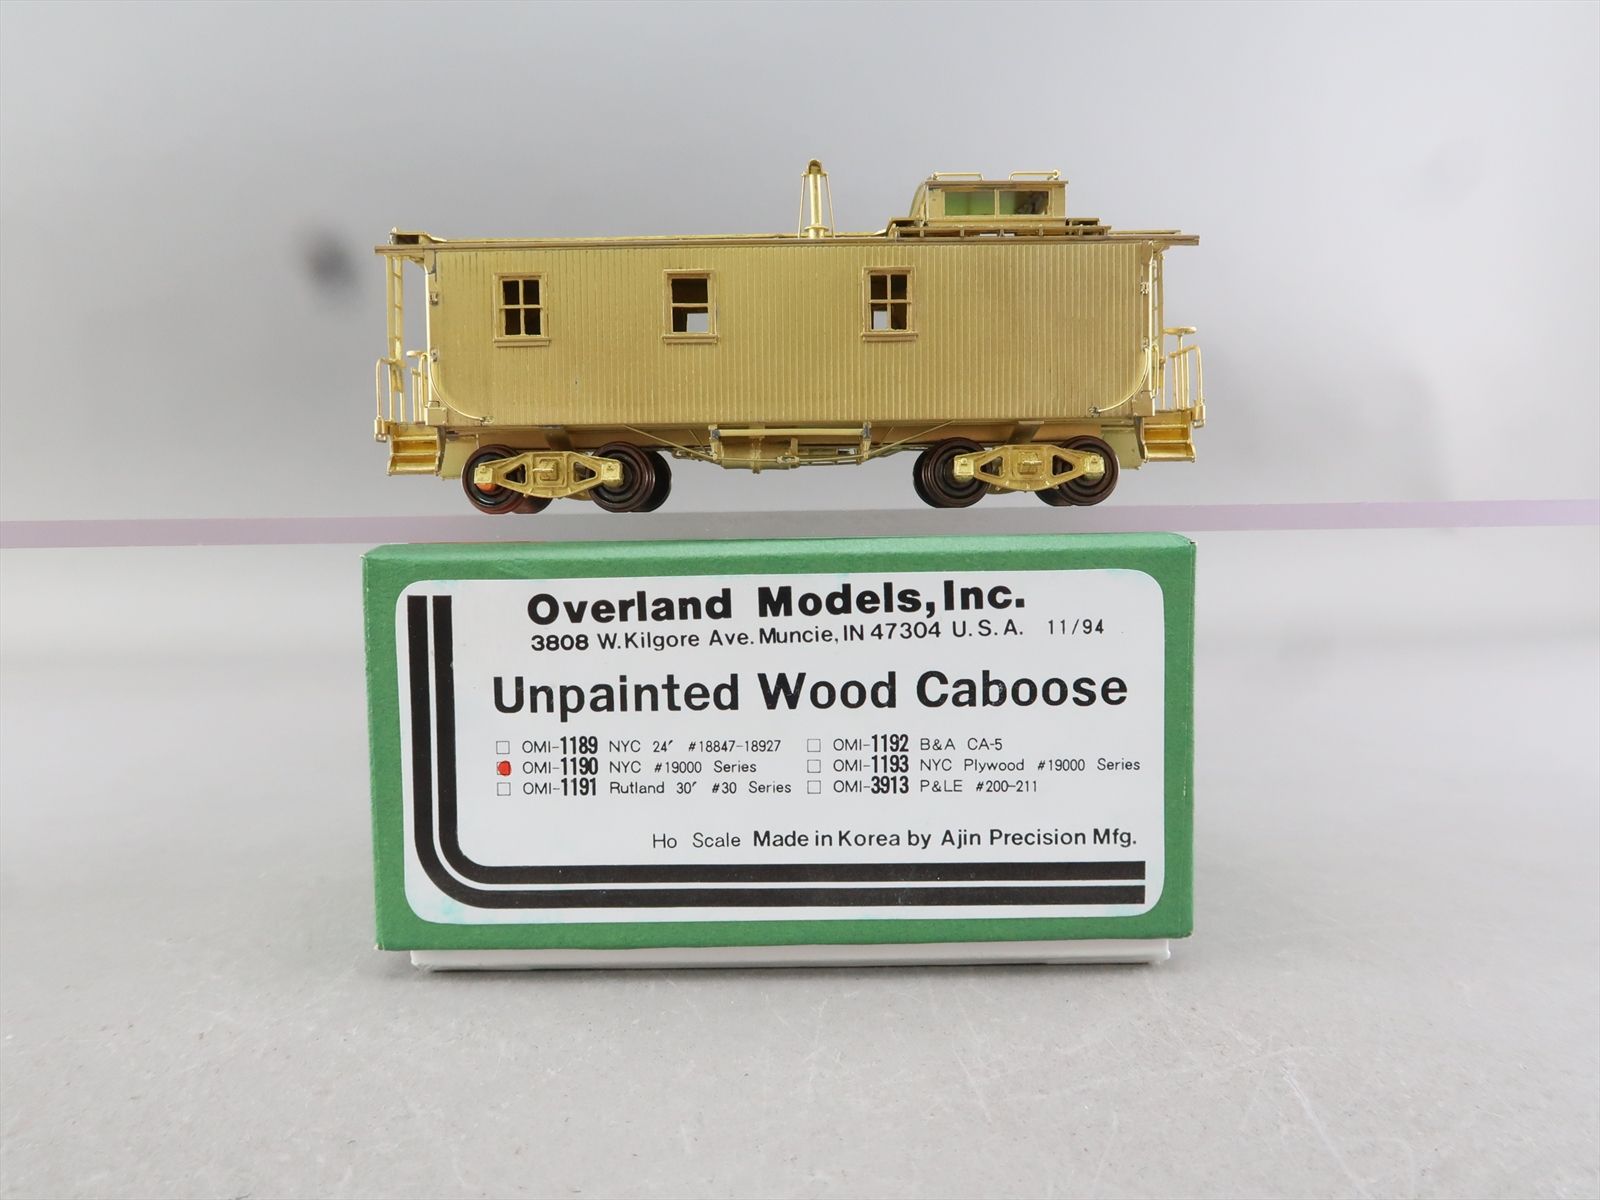 Overland Models, Inc.
3808 W. Kilgore Ave. Muncie, IN 47304 U.S.A. 11/94
Unpainted Wood Caboose
OMI-1189 NYC 24' #18847-18927
OMI-1190 NYC #19000 Series
OMI-1191 Rutland 30' #30 Series
OMI-1192 B&A CA-5
OMI-1193 NYC Plywood #19000 Series
OMI-3913 P&LE #200-211
Ho Scale Made in Korea by Ajin Precision Mfg.